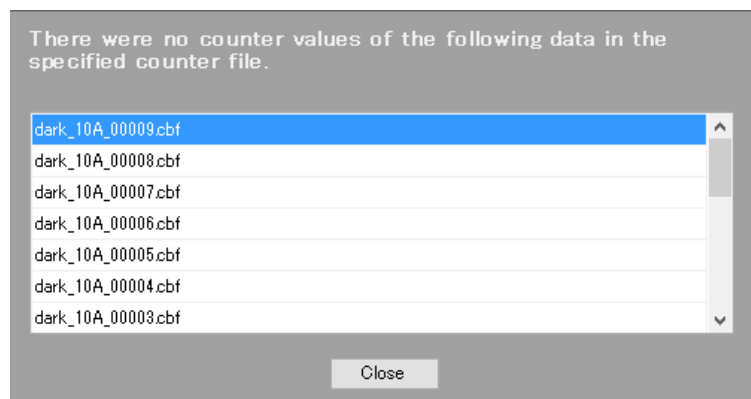 There were no counter values of the following data in the
specified counter file.
dark_10A_00009.cbf
dark_10A_00008.cbf
dark_10A_00007.cbf
dark_10A_00006.cbf
dark_10A_00005.cbf
dark_10A_00004.cbf
dark_10A_00003.cbf
Close